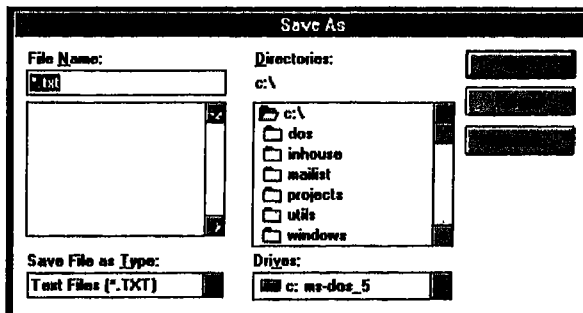 Save As
File Name:
*.txt
Directories:
c:\
c:\
dos
inhouse
mailist
projects
utils
windows
Save File as Type:
Text Files (*.TXT)
Drives:
c: ms-dos_5